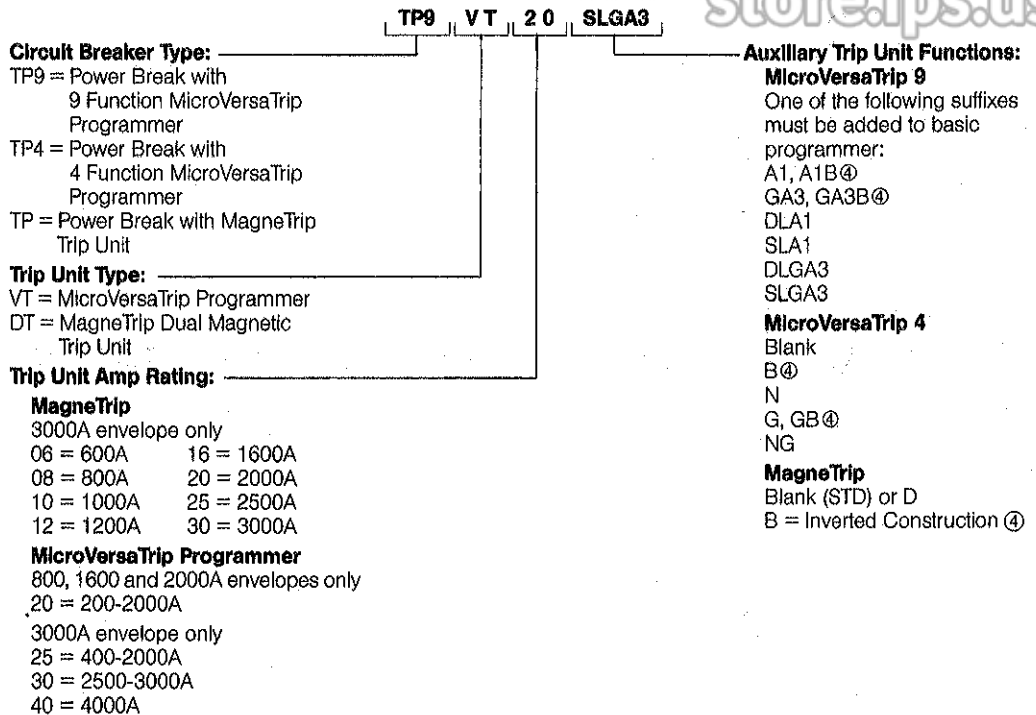 store.ips.us
TP9 VT 20 SLGA3
Circuit Breaker Type:
TP9 = Power Break with
9 Function MicroVersaTrip
Programmer
TP4 = Power Break with
4 Function MicroVersaTrip
Programmer
TP = Power Break with MagneTrip
Trip Unit
Trip Unit Type:
VT = MicroVersaTrip Programmer
DT = MagneTrip Dual Magnetic
Trip Unit
Trip Unit Amp Rating:
MagneTrip
3000A envelope only
06 = 600A 16 = 1600A
08 = 800A 20 = 2000A
10 = 1000A 25 = 2500A
12 = 1200A 30 = 3000A
MicroVersaTrip Programmer
800, 1600 and 2000A envelopes only
20 = 200-2000A
3000A envelope only
25 = 400-2000A
30 = 2500-3000A
40 = 4000A
Auxiliary Trip Unit Functions:
MicroVersaTrip 9
One of the following suffixes
must be added to basic
programmer:
A1, A1B④
GA3, GA3B④
DLA1
SLA1
DLGA3
SLGA3
MicroVersaTrip 4
Blank
B④
N
G, GB④
NG
MagneTrip
Blank (STD) or D
B = Inverted Construction ④